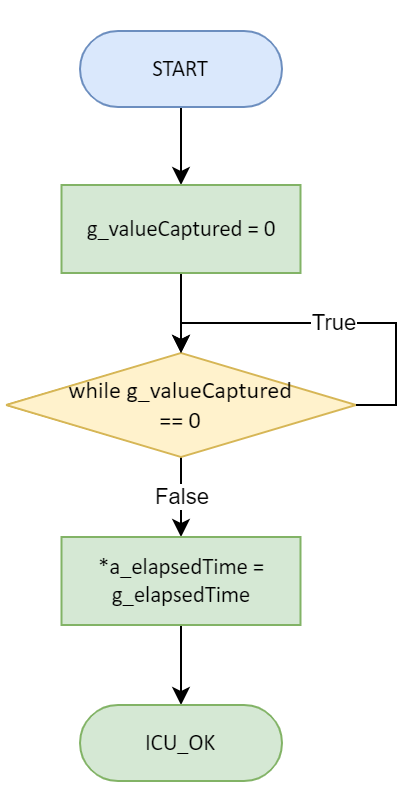 START
g_valueCaptured = 0
True
while g_valueCaptured
== 0
False
*a_elapsedTime =
g_elapsedTime
ICU_OK